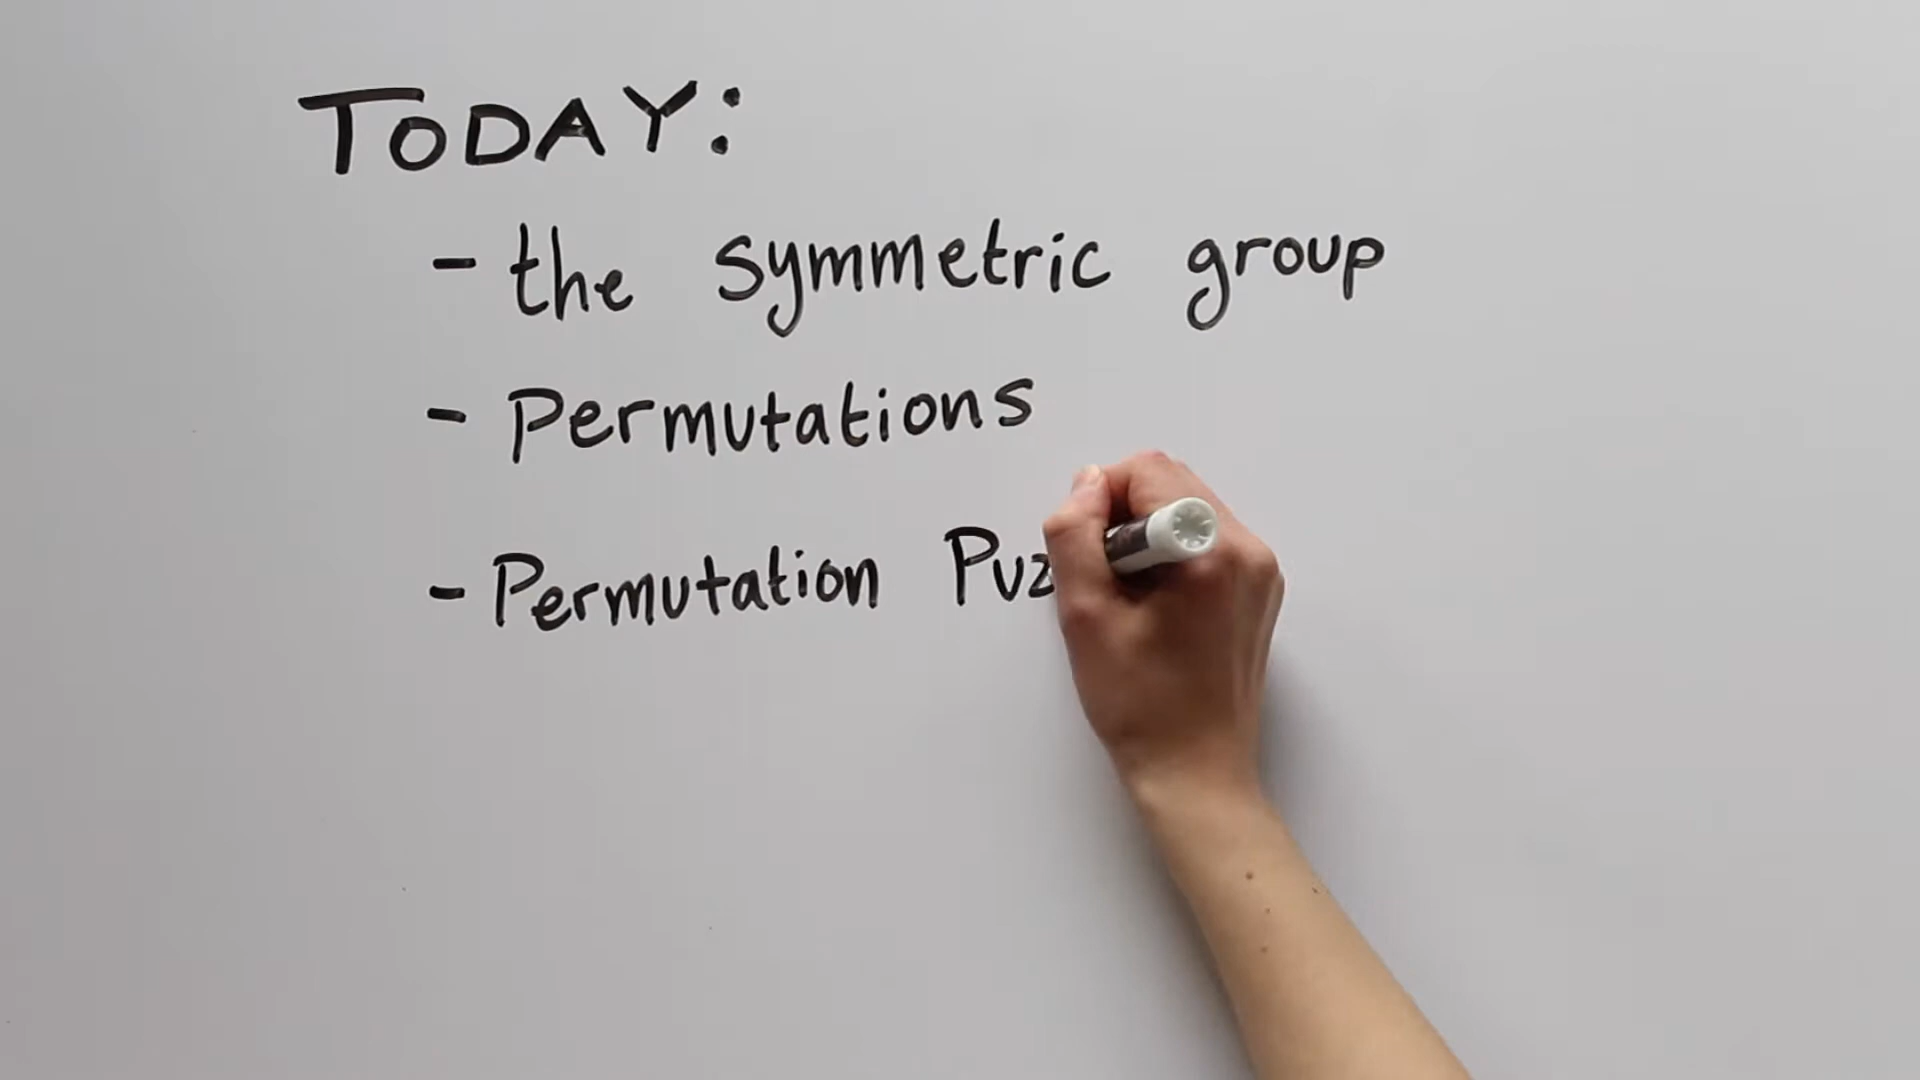 TODAY:
- the symmetric group
- Permutations
- Permutation Puz